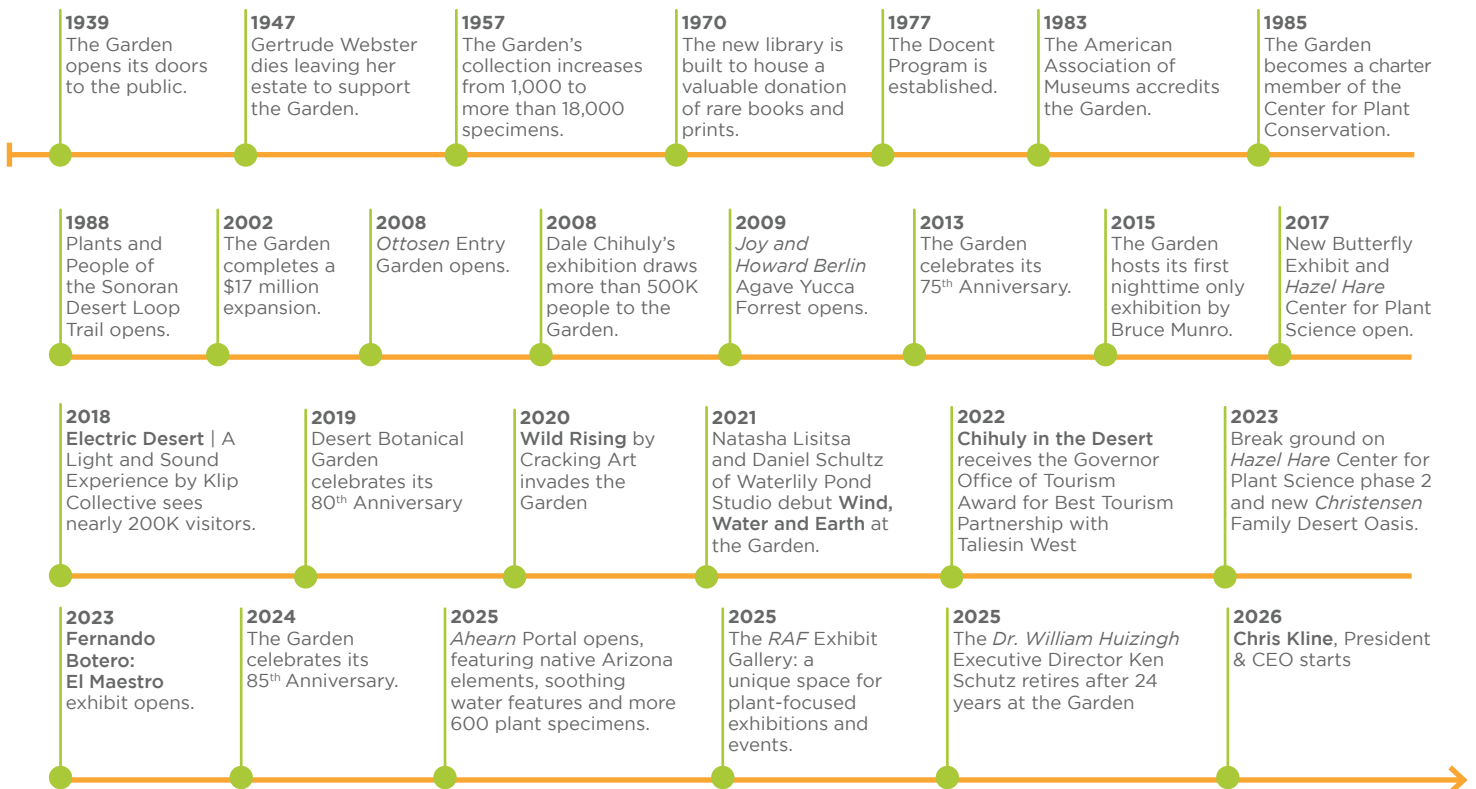 1939
The Garden
opens its doors
to the public.
1947
Gertrude Webster
dies leaving her
estate to support
the Garden.
1957
The Garden's
collection increases
from 1,000 to
more than 18,000
specimens.
1970
The new library is
built to house a
valuable donation
of rare books and
prints.
1977
The Docent
Program is
established.
1983
The American
Association of
Museums accredits
the Garden.
1985
The Garden
becomes a charter
member of the
Center for Plant
Conservation.
1988
Plants and
People of
the Sonoran
Desert Loop
Trail opens.
2002
The Garden
completes a
$17 million
expansion.
2008
Ottosen Entry
Garden opens.
2008
Dale Chihuly's
exhibition draws
more than 500K
people to the
Garden.
2009
Joy and
Howard Berlin
Agave Yucca
Forrest opens.
2013
The Garden
celebrates its
75th Anniversary.
2015
The Garden
hosts its first
nighttime only
exhibition by
Bruce Munro.
2017
New Butterfly
Exhibit and
Hazel Hare
Center for Plant
Science open.
2018
Electric Desert | A
Light and Sound
Experience by Klip
Collective sees
nearly 200K visitors.
2019
Desert Botanical
Garden
celebrates its
80th Anniversary
2020
Wild Rising by
Cracking Art
invades the
Garden
2021
Natasha Lisitsa
and Daniel Schultz
of Waterlily Pond
Studio debut Wind,
Water and Earth at
the Garden.
2022
Chihuly in the Desert
receives the Governor
Office of Tourism
Award for Best Tourism
Partnership with
Taliesin West
2023
Break ground on
Hazel Hare Center for
Plant Science phase 2
and new Christensen
Family Desert Oasis.
2023
Fernando
Botero:
El Maestro
exhibit opens.
2024
The Garden
celebrates its
85th Anniversary.
2025
Ahearn Portal opens,
featuring native Arizona
elements, soothing
water features and more
600 plant specimens.
2025
The RAF Exhibit
Gallery: a
unique space for
plant-focused
exhibitions and
events.
2025
The Dr. William Huizingh
Executive Director Ken
Schutz retires after 24
years at the Garden
2026
Chris Kline, President
& CEO starts